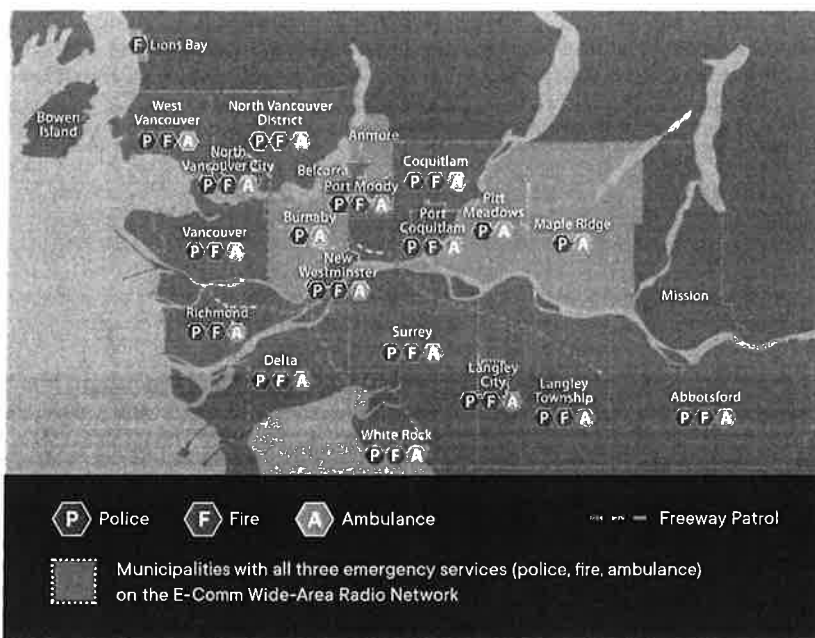 F Lions Bay
Bowen
Island
West
Vancouver
P F A
North Vancouver
District
P F A
North
Vancouver City
P F A
Anmore
Belcarra
Port Moody
P F A
Coquitlam
P F A
Vancouver
P F A
Burnaby
P A
Port
Coquitlam
P F A
Pitt
Meadows
P A
Maple Ridge
P A
New
Westminster
P F A
Richmond
P F A
Mission
Surrey
P F A
Delta
P F A
Langley
City
P F A
Langley
Township
P F A
Abbotsford
P F A
White Rock
P F A
P Police F Fire A Ambulance Freeway Patrol
Municipalities with all three emergency services (police, fire, ambulance)
on the E-Comm Wide-Area Radio Network